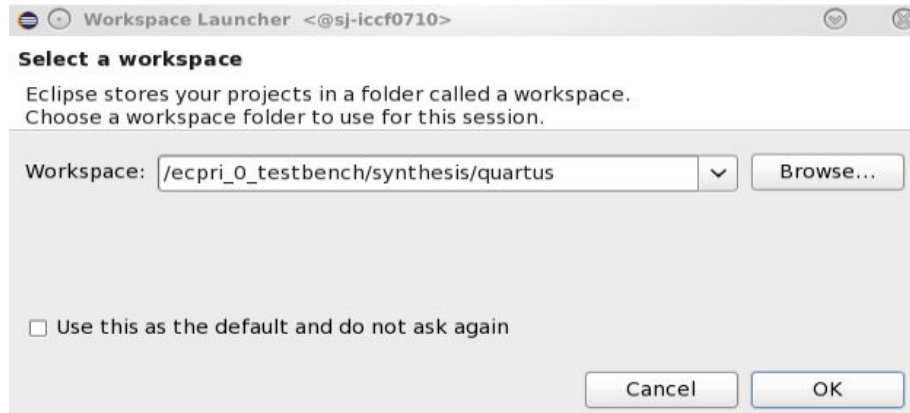 Workspace Launcher <@sj-iccf0710>
Select a workspace
Eclipse stores your projects in a folder called a workspace.
Choose a workspace folder to use for this session.
Workspace: /ecpri_0_testbench/synthesis/quartus Browse...
Use this as the default and do not ask again
Cancel OK